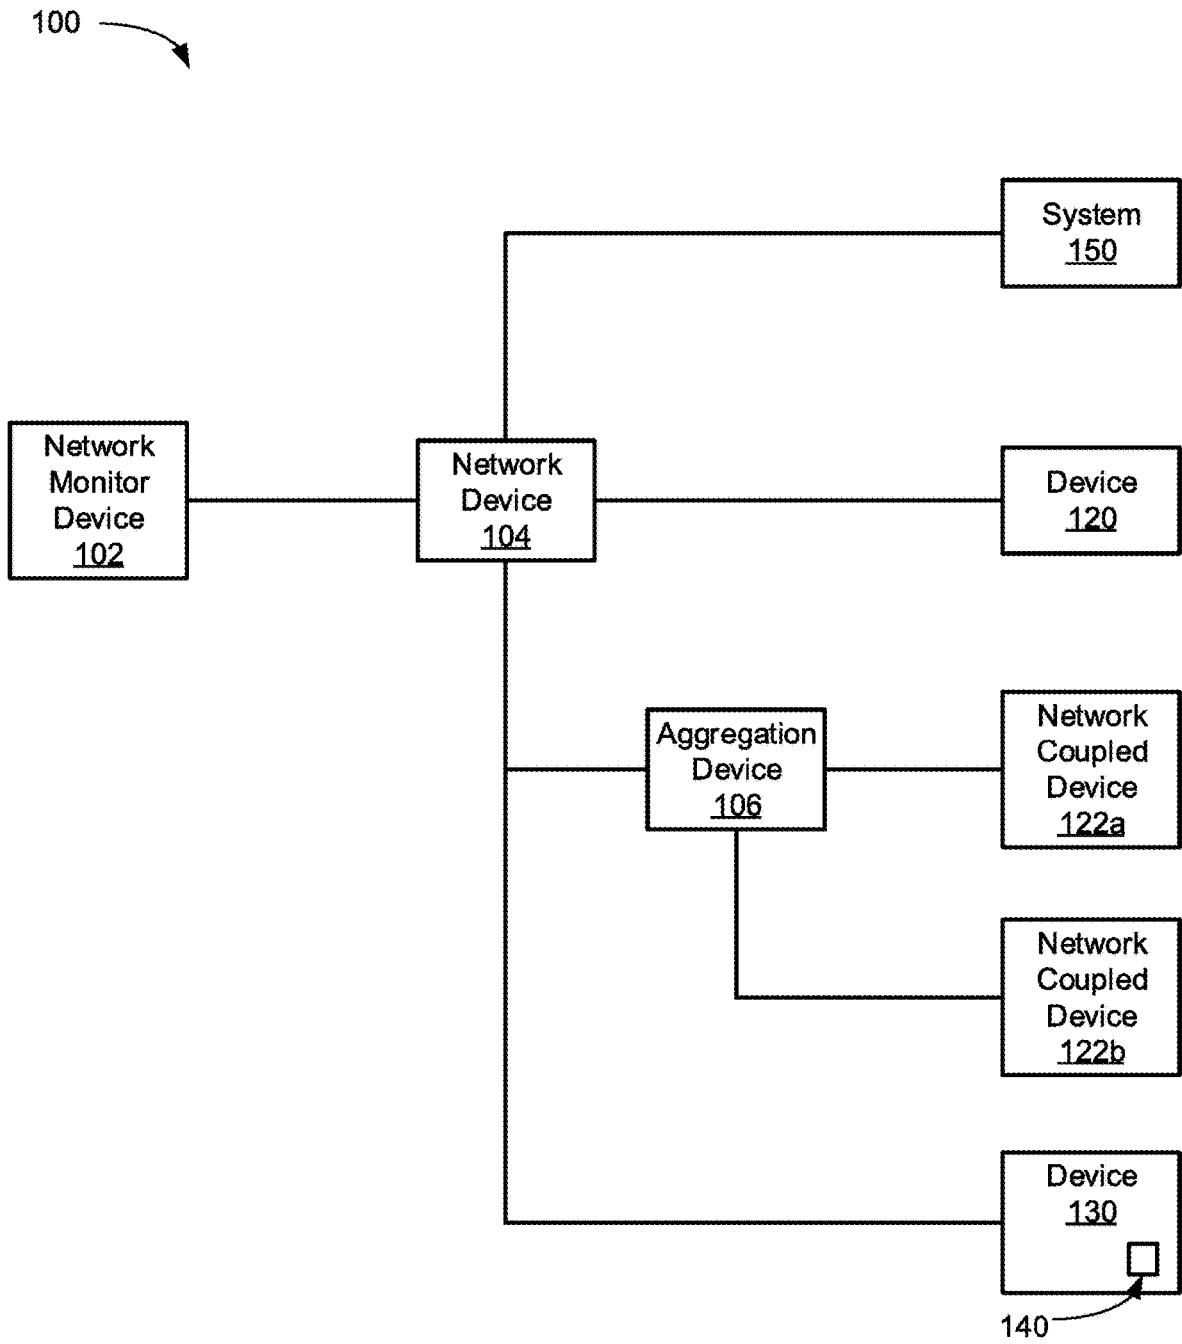 100
System
150
Network
Monitor
Device
102
Network
Device
104
Device
120
Aggregation
Device
106
Network
Coupled
Device
122a
Network
Coupled
Device
122b
Device
130
140